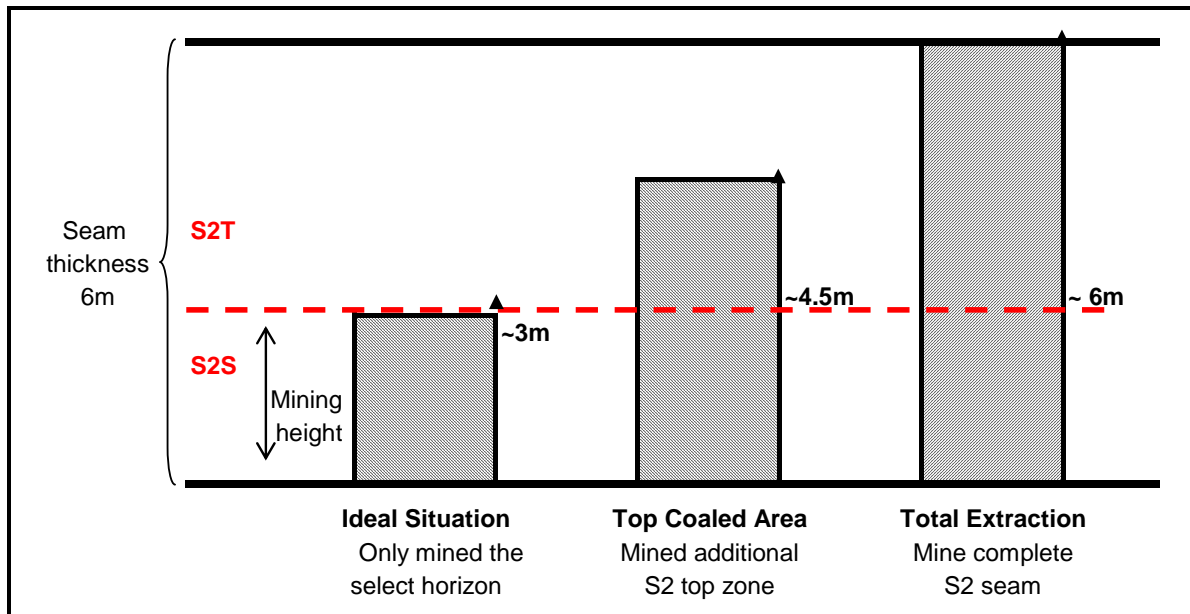 Seam
thickness
6m
S2T
S2S
Mining
height
~3m
~4.5m
~ 6m
Ideal Situation
Only mined the
select horizon
Top Coaled Area
Mined additional
S2 top zone
Total Extraction
Mine complete
S2 seam